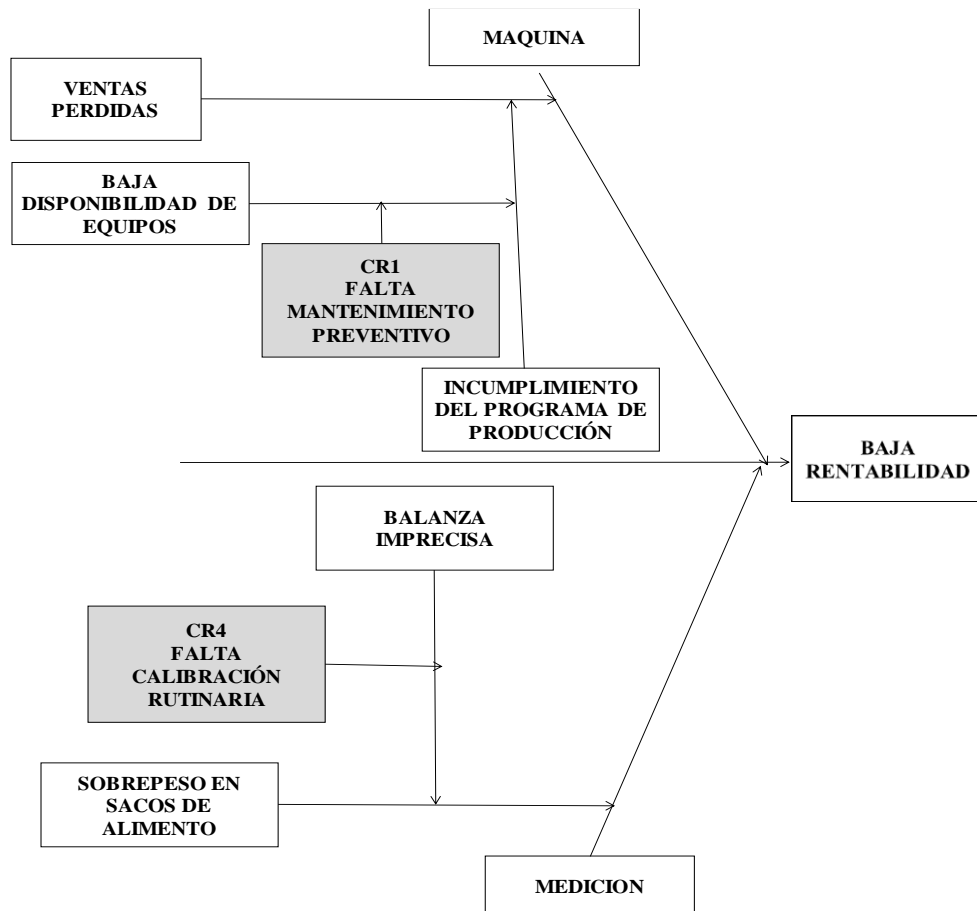 MAQUINA
VENTAS
PERDIDAS
BAJA
DISPONIBILIDAD DE
EQUIPOS
CR1
FALTA
MANTENIMIENTO
PREVENTIVO
INCUMPLIMIENTO
DEL PROGRAMA DE
PRODUCCIÓN
BAJA
RENTABILIDAD
BALANZA
IMPRECISA
CR4
FALTA
CALIBRACIÓN
RUTINARIA
SOBREPESO EN
SACOS DE
ALIMENTO
MEDICION